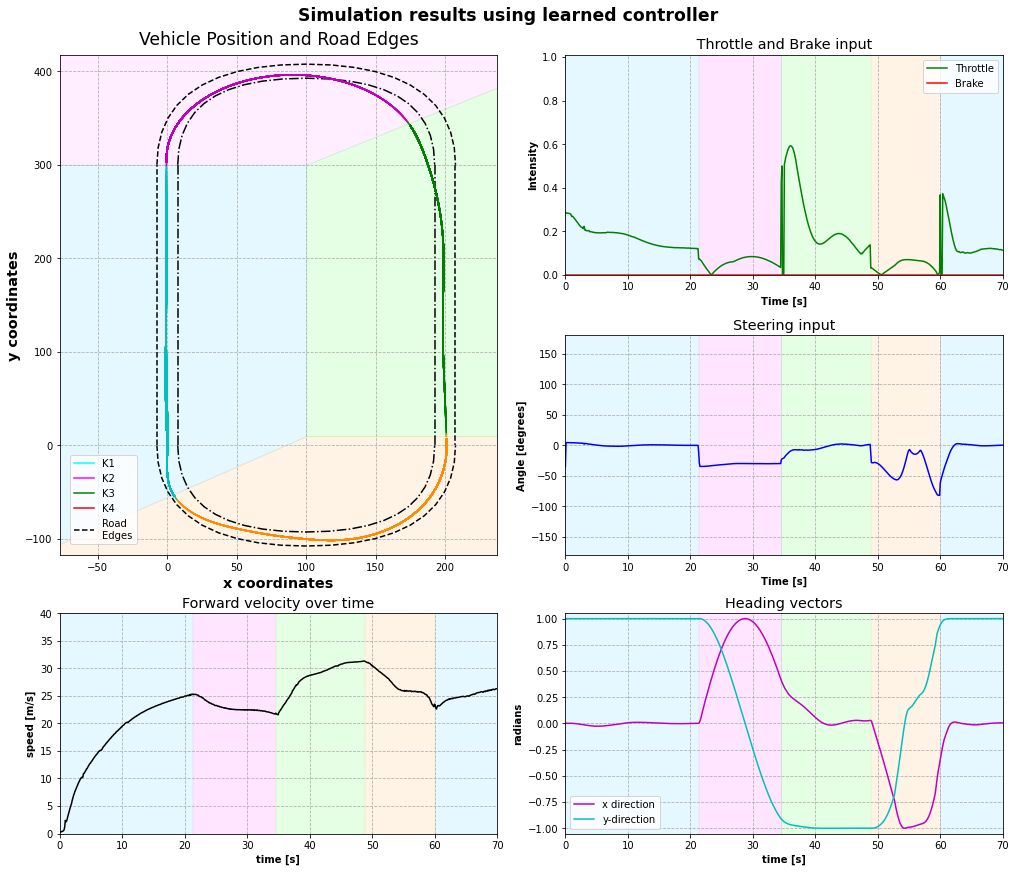 Simulation results using learned controller
Vehicle Position and Road Edges
400
300
200
100
0
−100
y coordinates
K1
K2
K3
K4
Road
Edges
−50 0 50 100 150 200
x coordinates
Throttle and Brake input
1.0
0.8
0.6
0.4
0.2
0.0
Intensity
Throttle
Brake
0 10 20 30 40 50 60 70
Time [s]
Steering input
150
100
50
0
−50
−100
−150
Angle [degrees]
0 10 20 30 40 50 60 70
Time [s]
Forward velocity over time
40
35
30
25
20
15
10
5
0
speed [m/s]
0 10 20 30 40 50 60 70
time [s]
Heading vectors
1.00
0.75
0.50
0.25
0.00
−0.25
−0.50
−0.75
−1.00
radians
x direction
y-direction
0 10 20 30 40 50 60 70
time [s]